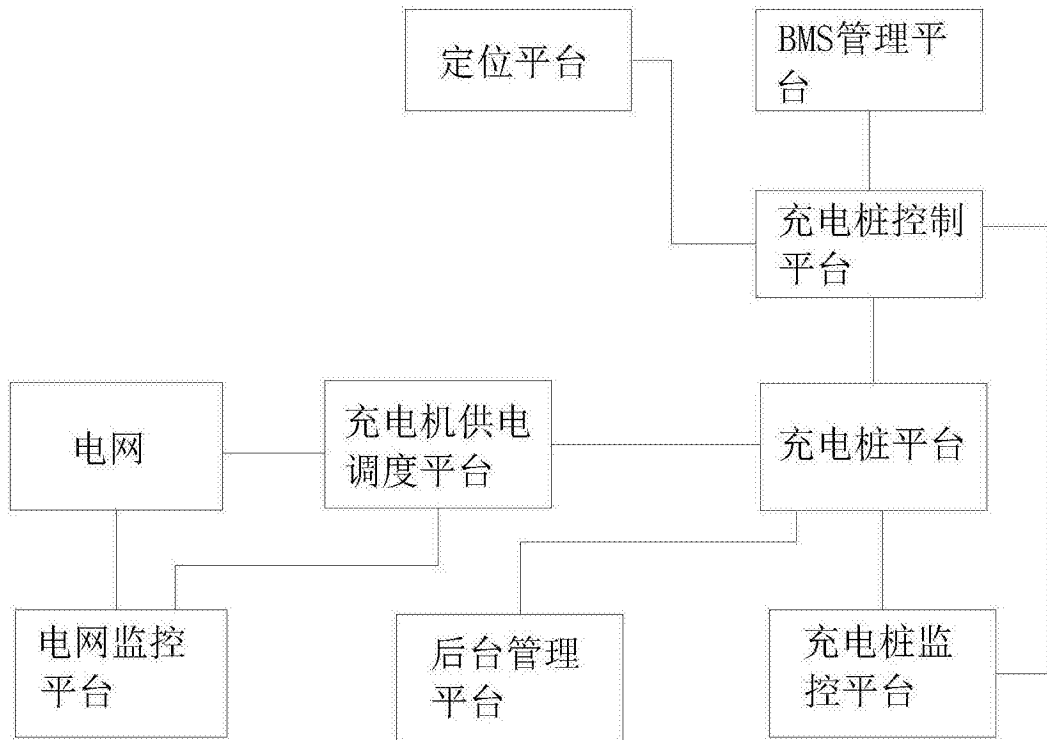 定位平台
BMS管理平
台
充电桩控制
平台
电网
充电机供电
调度平台
充电桩平台
电网监控
平台
后台管理
平台
充电桩监
控平台